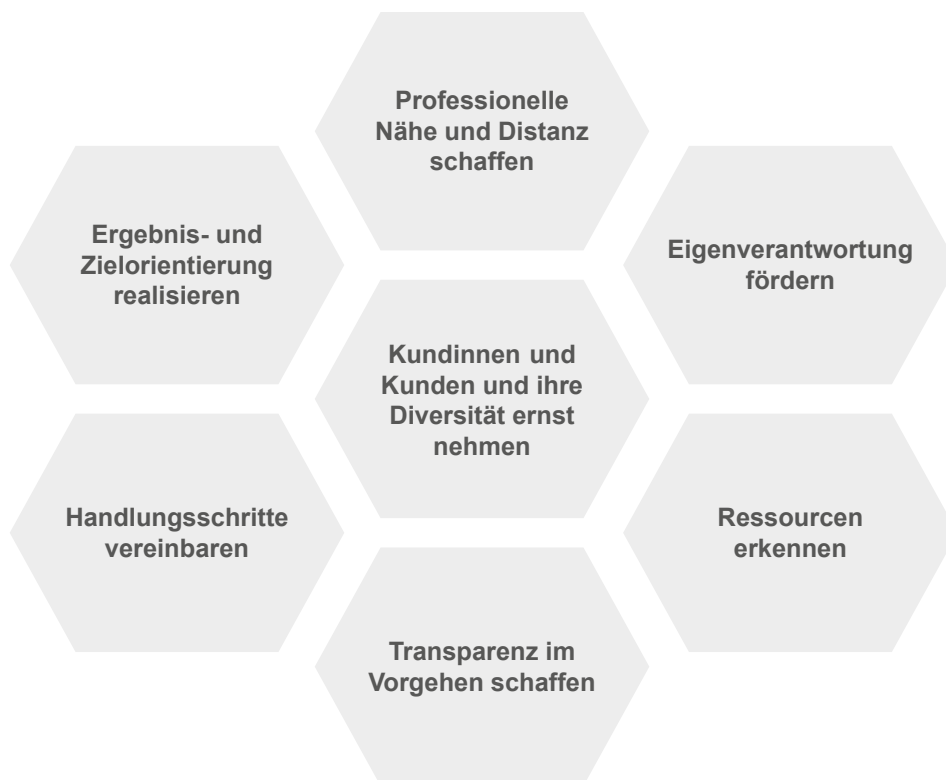 Professionelle
Nähe und Distanz
schaffen
Ergebnis- und
Zielorientierung
realisieren
Eigenverantwortung
fördern
Kundinnen und
Kunden und ihre
Diversität ernst
nehmen
Handlungsschritte
vereinbaren
Ressourcen
erkennen
Transparenz im
Vorgehen schaffen